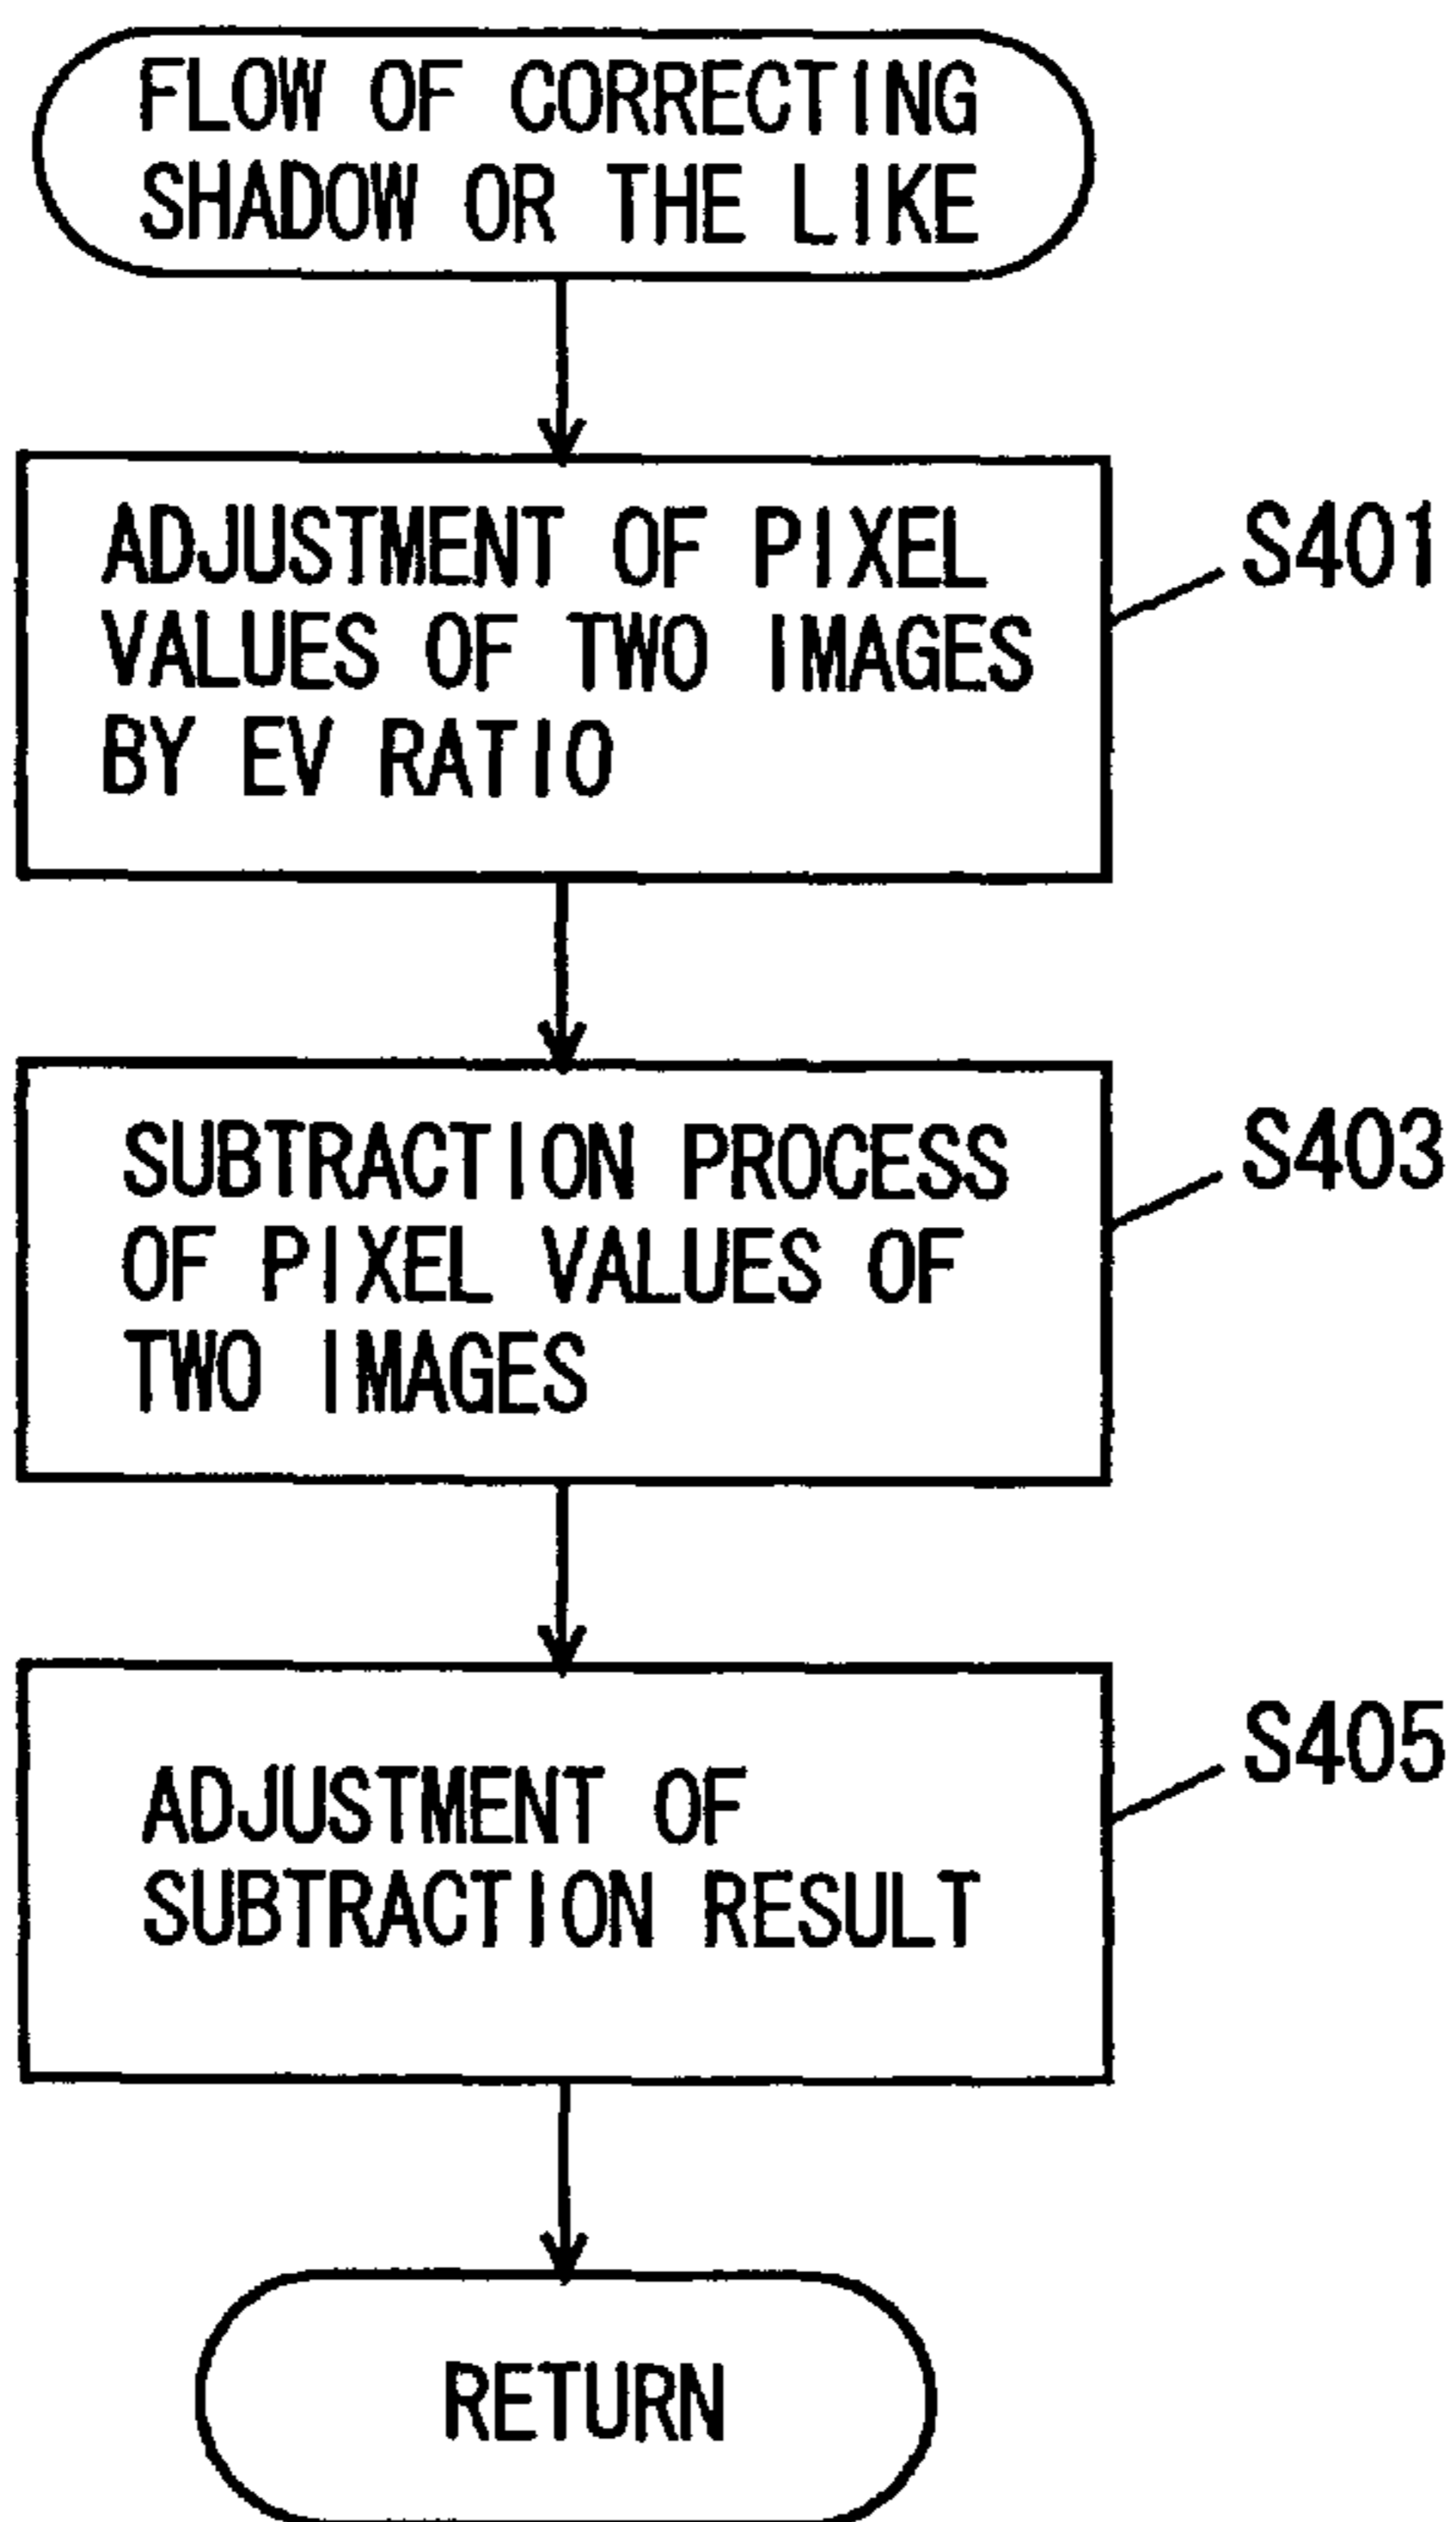 FLOW OF CORRECTING
SHADOW OR THE LIKE
ADJUSTMENT OF PIXEL
VALUES OF TWO IMAGES
BY EV RATIO
S401
SUBTRACTION PROCESS
OF PIXEL VALUES OF
TWO IMAGES
S403
ADJUSTMENT OF
SUBTRACTION RESULT
S405
RETURN